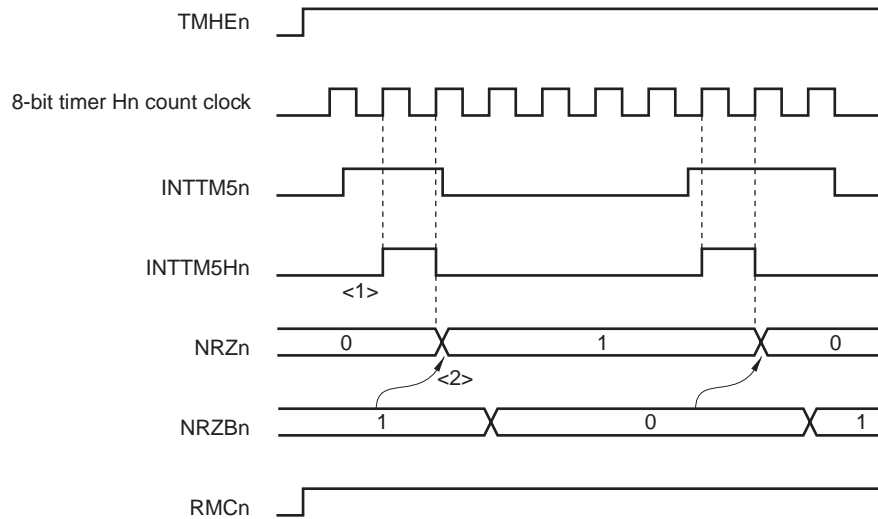 TMHEn
8-bit timer Hn count clock
INTTM5n
INTTM5Hn
<1>
NRZn 0 1 0
<2>
NRZBn 1 0 1
RMCn